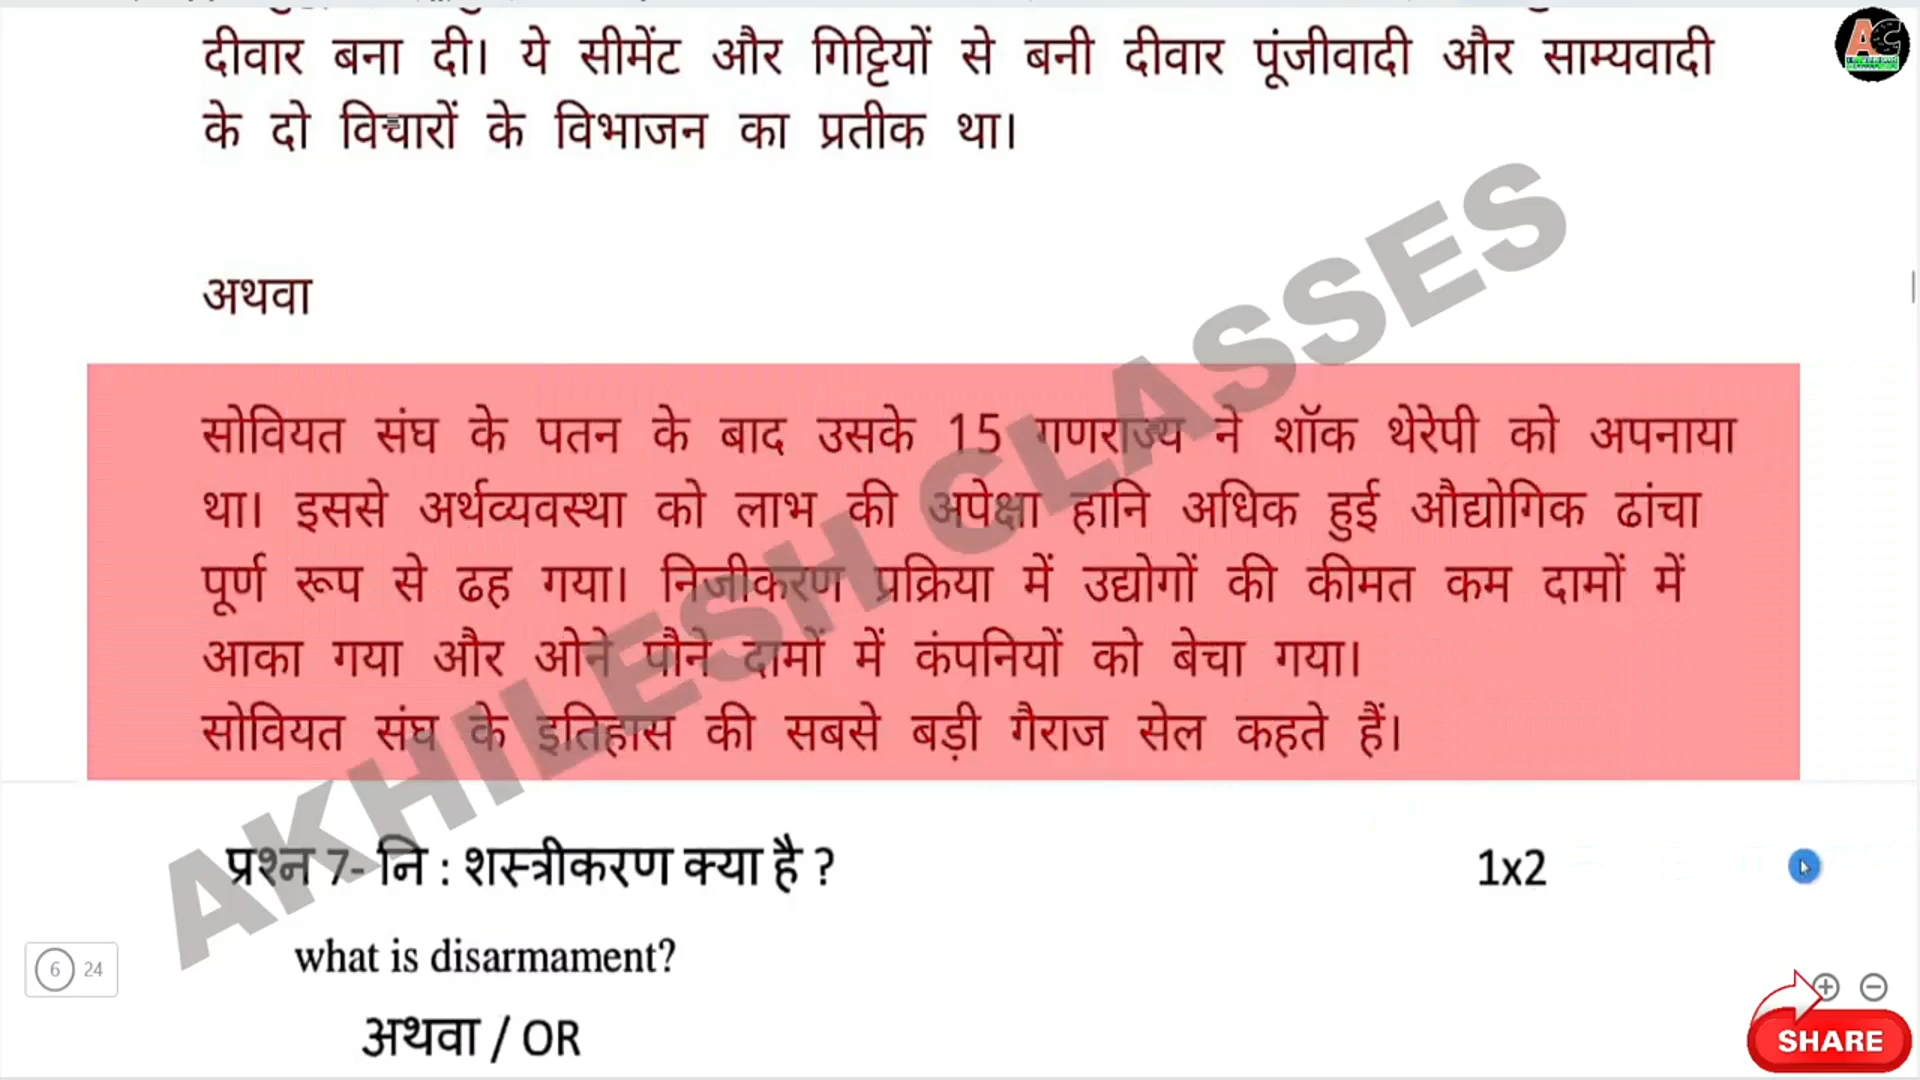 दीवार बना दी। ये सीमेंट और गिट्टियों से बनी दीवार पूंजीवादी और साम्यवादी
के दो विचारों के विभाजन का प्रतीक था।
AC
अथवा
सोवियत संघ के पतन के बाद उसके 15 गणराज्य ने शॉक थेरेपी को अपनाया
था। इससे अर्थव्यवस्था को लाभ की अपेक्षा हानि अधिक हुई औद्योगिक ढांचा
पूर्ण रूप से ढह गया। निजीकरण प्रक्रिया में उद्योगों की कीमत कम दामों में
आका गया और ओने पौने दामों में कंपनियों को बेचा गया।
सोवियत संघ के इतिहास की सबसे बड़ी गैराज सेल कहते हैं।
AKHILESH CLASSES
प्रश्न 7- नि : शस्त्रीकरण क्या है ? 1x2
what is disarmament?
6 24
अथवा / OR
SHARE